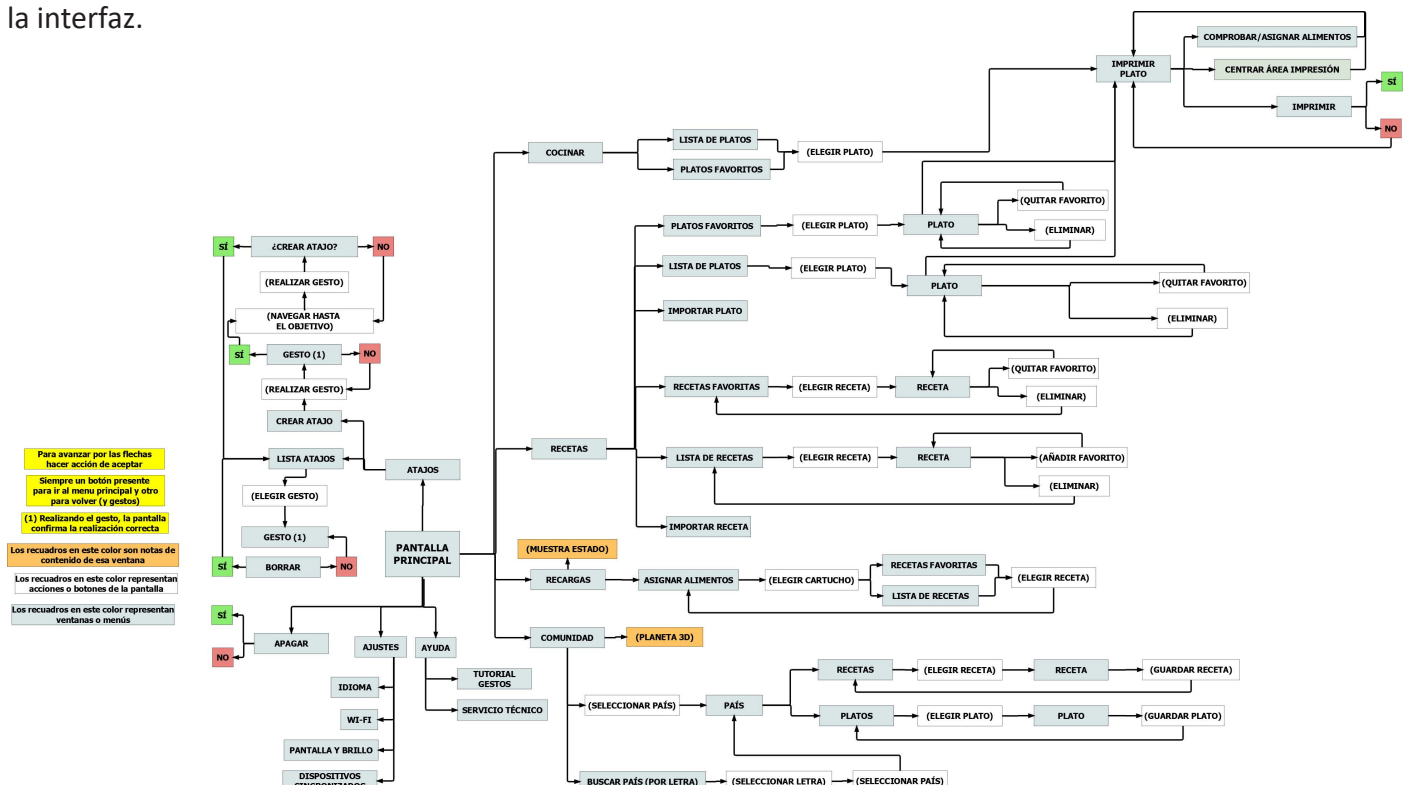 la interfaz.
COMPROBAR/ASIGNAR ALIMENTOS
IMPRIMIR
PLATO
CENTRAR ÁREA IMPRESIÓN
SÍ
IMPRIMIR
NO
COCINAR
LISTA DE PLATOS
PLATOS FAVORITOS
(ELEGIR PLATO)
PLATOS FAVORITOS
(ELEGIR PLATO)
PLATO
(QUITAR FAVORITO)
(ELIMINAR)
LISTA DE PLATOS
(ELEGIR PLATO)
PLATO
(QUITAR FAVORITO)
(ELIMINAR)
IMPORTAR PLATO
RECETAS FAVORITAS
(ELEGIR RECETA)
RECETA
(QUITAR FAVORITO)
(ELIMINAR)
RECETAS
LISTA DE RECETAS
(ELEGIR RECETA)
RECETA
(AÑADIR FAVORITO)
(ELIMINAR)
IMPORTAR RECETA
SÍ
¿CREAR ATAJO?
NO
(REALIZAR GESTO)
(NAVEGAR HASTA
EL OBJETIVO)
SÍ
GESTO (1)
NO
(REALIZAR GESTO)
CREAR ATAJO
LISTA ATAJOS
ATAJOS
(ELEGIR GESTO)
GESTO (1)
SÍ
BORRAR
NO
PANTALLA
PRINCIPAL
Para avanzar por las flechas
hacer acción de aceptar
Siempre un botón presente
para ir al menu principal y otro
para volver (y gestos)
(1) Realizando el gesto, la pantalla
confirma la realización correcta
Los recuadros en este color son notas de
contenido de esa ventana
Los recuadros en este color representan
acciones o botones de la pantalla
Los recuadros en este color representan
ventanas o menús
(MUESTRA ESTADO)
RECARGAS
ASIGNAR ALIMENTOS
(ELEGIR CARTUCHO)
RECETAS FAVORITAS
LISTA DE RECETAS
(ELEGIR RECETA)
SÍ
NO
APAGAR
AJUSTES
AYUDA
IDIOMA
WI-FI
PANTALLA Y BRILLO
DISPOSITIVOS
SINCRONIZADOS
TUTORIAL
GESTOS
SERVICIO TÉCNICO
COMUNIDAD
(PLANETA 3D)
(SELECCIONAR PAÍS)
PAÍS
RECETAS
(ELEGIR RECETA)
RECETA
(GUARDAR RECETA)
PLATOS
(ELEGIR PLATO)
PLATO
(GUARDAR PLATO)
BUSCAR PAÍS (POR LETRA)
(SELECCIONAR LETRA)
(SELECCIONAR PAÍS)